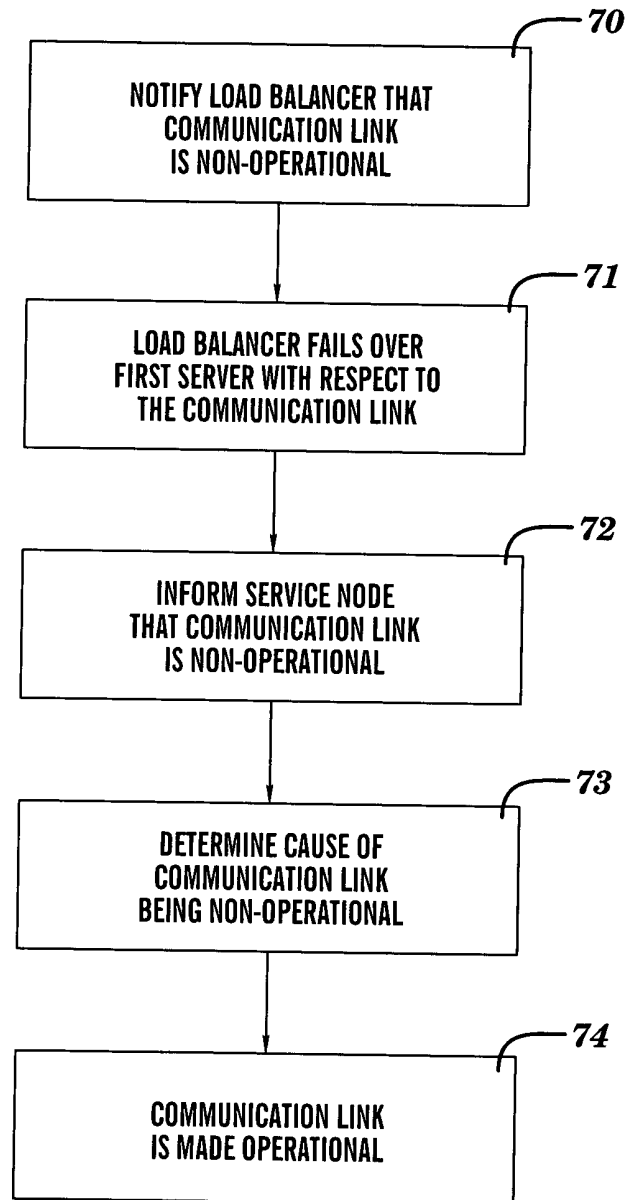 70
NOTIFY LOAD BALANCER THAT
COMMUNICATION LINK
IS NON-OPERATIONAL
71
LOAD BALANCER FAILS OVER
FIRST SERVER WITH RESPECT TO
THE COMMUNICATION LINK
72
INFORM SERVICE NODE
THAT COMMUNICATION LINK
IS NON-OPERATIONAL
73
DETERMINE CAUSE OF
COMMUNICATION LINK
BEING NON-OPERATIONAL
74
COMMUNICATION LINK
IS MADE OPERATIONAL